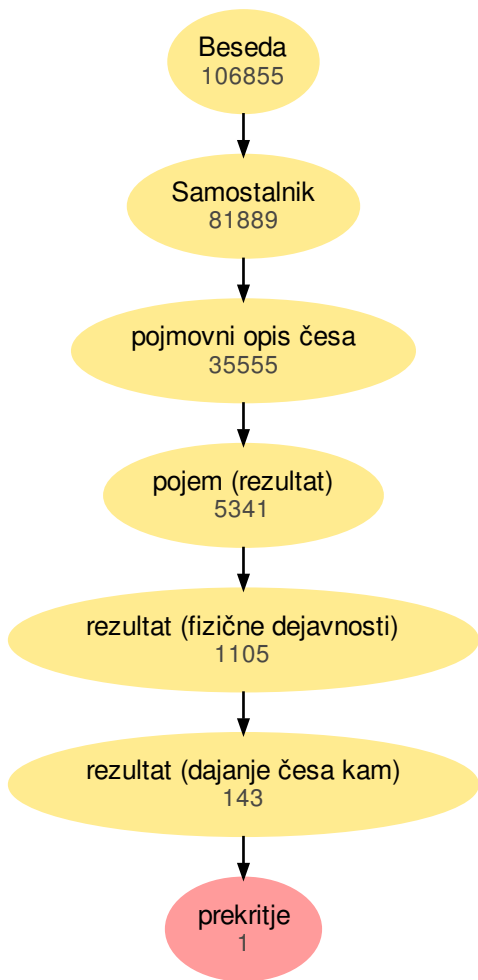 Beseda
106855
Samostalnik
81889
pojmovni opis česa
35555
pojem (rezultat)
5341
rezultat (fizične dejavnosti)
1105
rezultat (dajanje česa kam)
143
prekritje
1